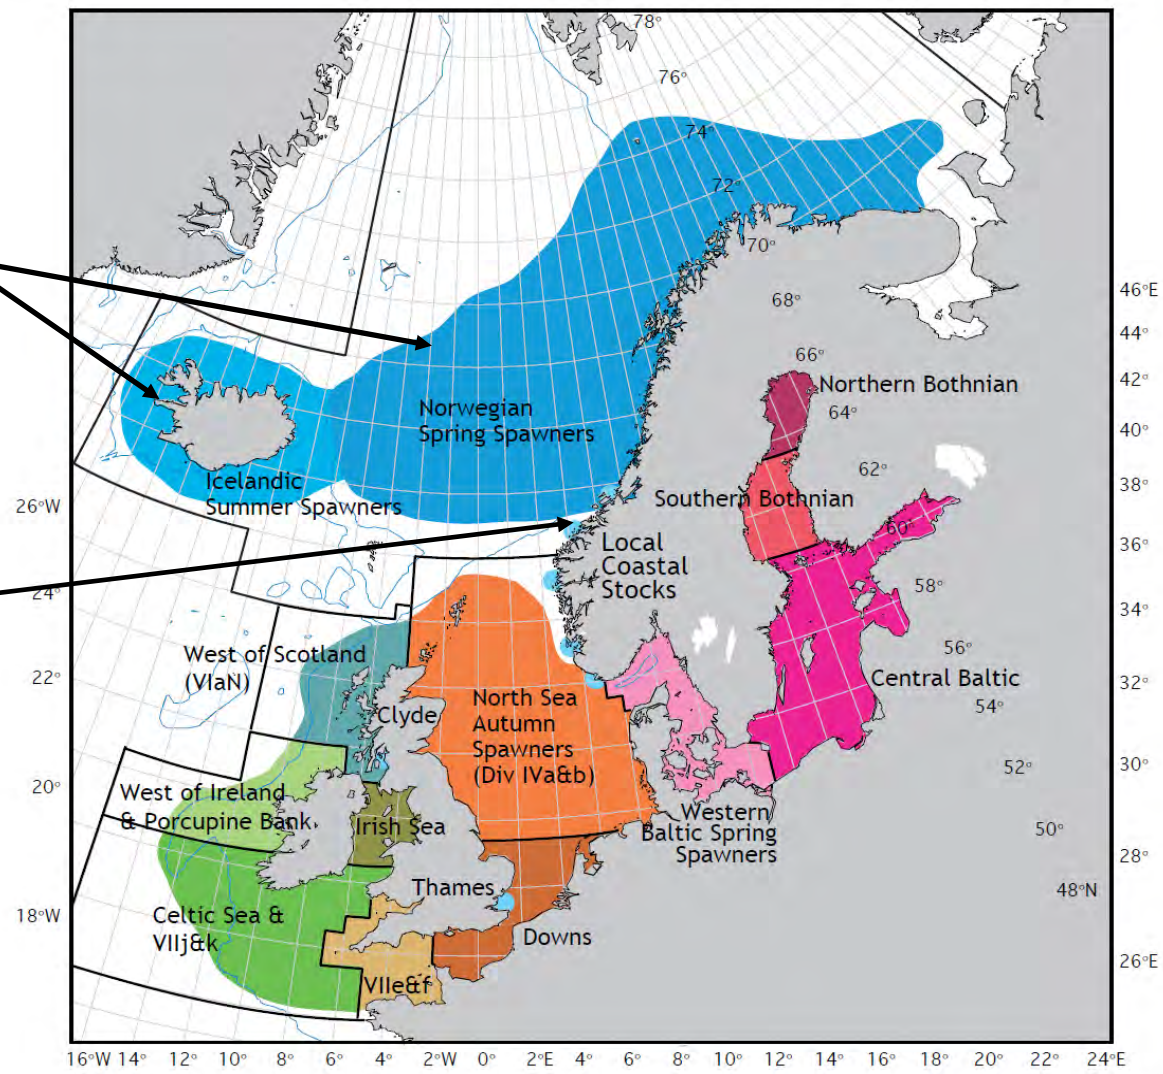 78°
76°
74°
72°
70°
68°
66°
64°
62°
60°
58°
56°
54°
52°
50°
48°N
46°E
44°
42°
40°
38°
36°
34°
32°
30°
28°
26°E
26°W
24°
22°
20°
18°W
Norwegian
Spring Spawners
Icelandic
Summer Spawners
Northern Bothnian
Southern Bothnian
Local
Coastal
Stocks
West of Scotland
(VIaN)
Clyde
North Sea
Autumn
Spawners
(Div IVa&b)
Central Baltic
West of Ireland
& Porcupine Bank
Irish Sea
Western
Baltic Spring
Spawners
Thames
Celtic Sea &
VIIj&k
Downs
VIIe&f
16°W 14° 12° 10° 8° 6° 4° 2°W 0° 2°E 4° 6° 8° 10° 12° 14° 16° 18° 20° 22° 24°E